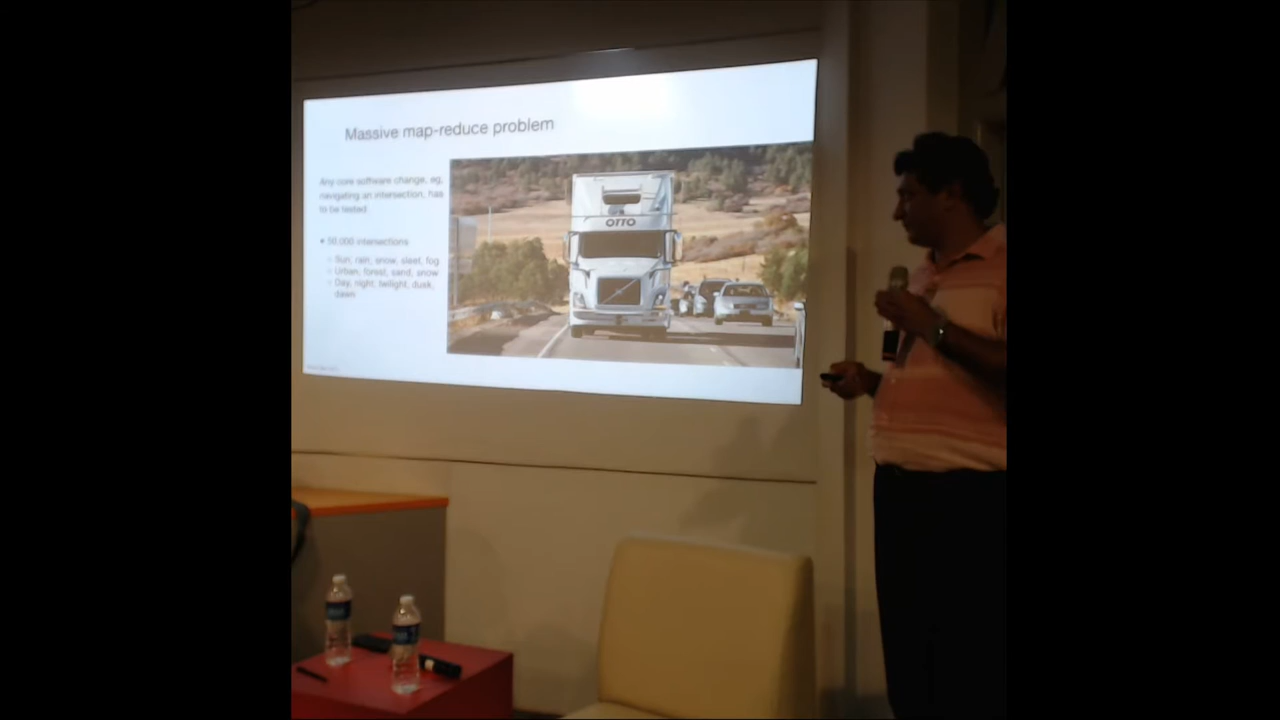 Massive map-reduce problem
Any core software change, eg,
navigating an intersection, has
to be tested
• 10,000 intersections
Sun, rain, snow, sleet, fog
Urban, forest, sand, snow
Day, night, twilight, dusk,
dawn
OTTO